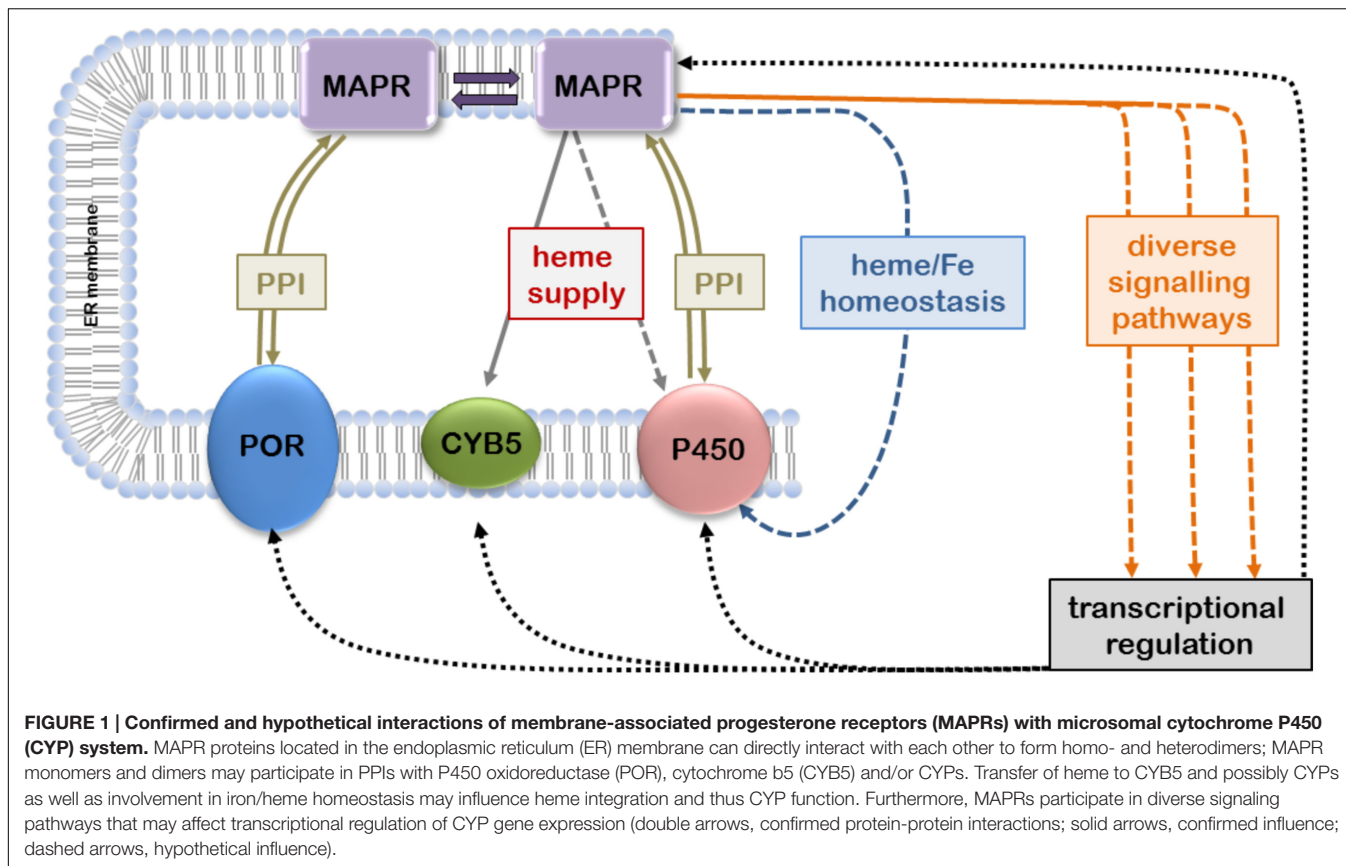 MAPR
MAPR
ER membrane
PPI
heme
supply
PPI
heme/Fe
homeostasis
diverse
signalling
pathways
POR
CYB5
P450
transcriptional
regulation
FIGURE 1 | Confirmed and hypothetical interactions of membrane-associated progesterone receptors (MAPRs) with microsomal cytochrome P450
(CYP) system. MAPR proteins located in the endoplasmic reticulum (ER) membrane can directly interact with each other to form homo- and heterodimers; MAPR
monomers and dimers may participate in PPIs with P450 oxidoreductase (POR), cytochrome b5 (CYB5) and/or CYPs. Transfer of heme to CYB5 and possibly CYPs
as well as involvement in iron/heme homeostasis may influence heme integration and thus CYP function. Furthermore, MAPRs participate in diverse signaling
pathways that may affect transcriptional regulation of CYP gene expression (double arrows, confirmed protein-protein interactions; solid arrows, confirmed influence;
dashed arrows, hypothetical influence).